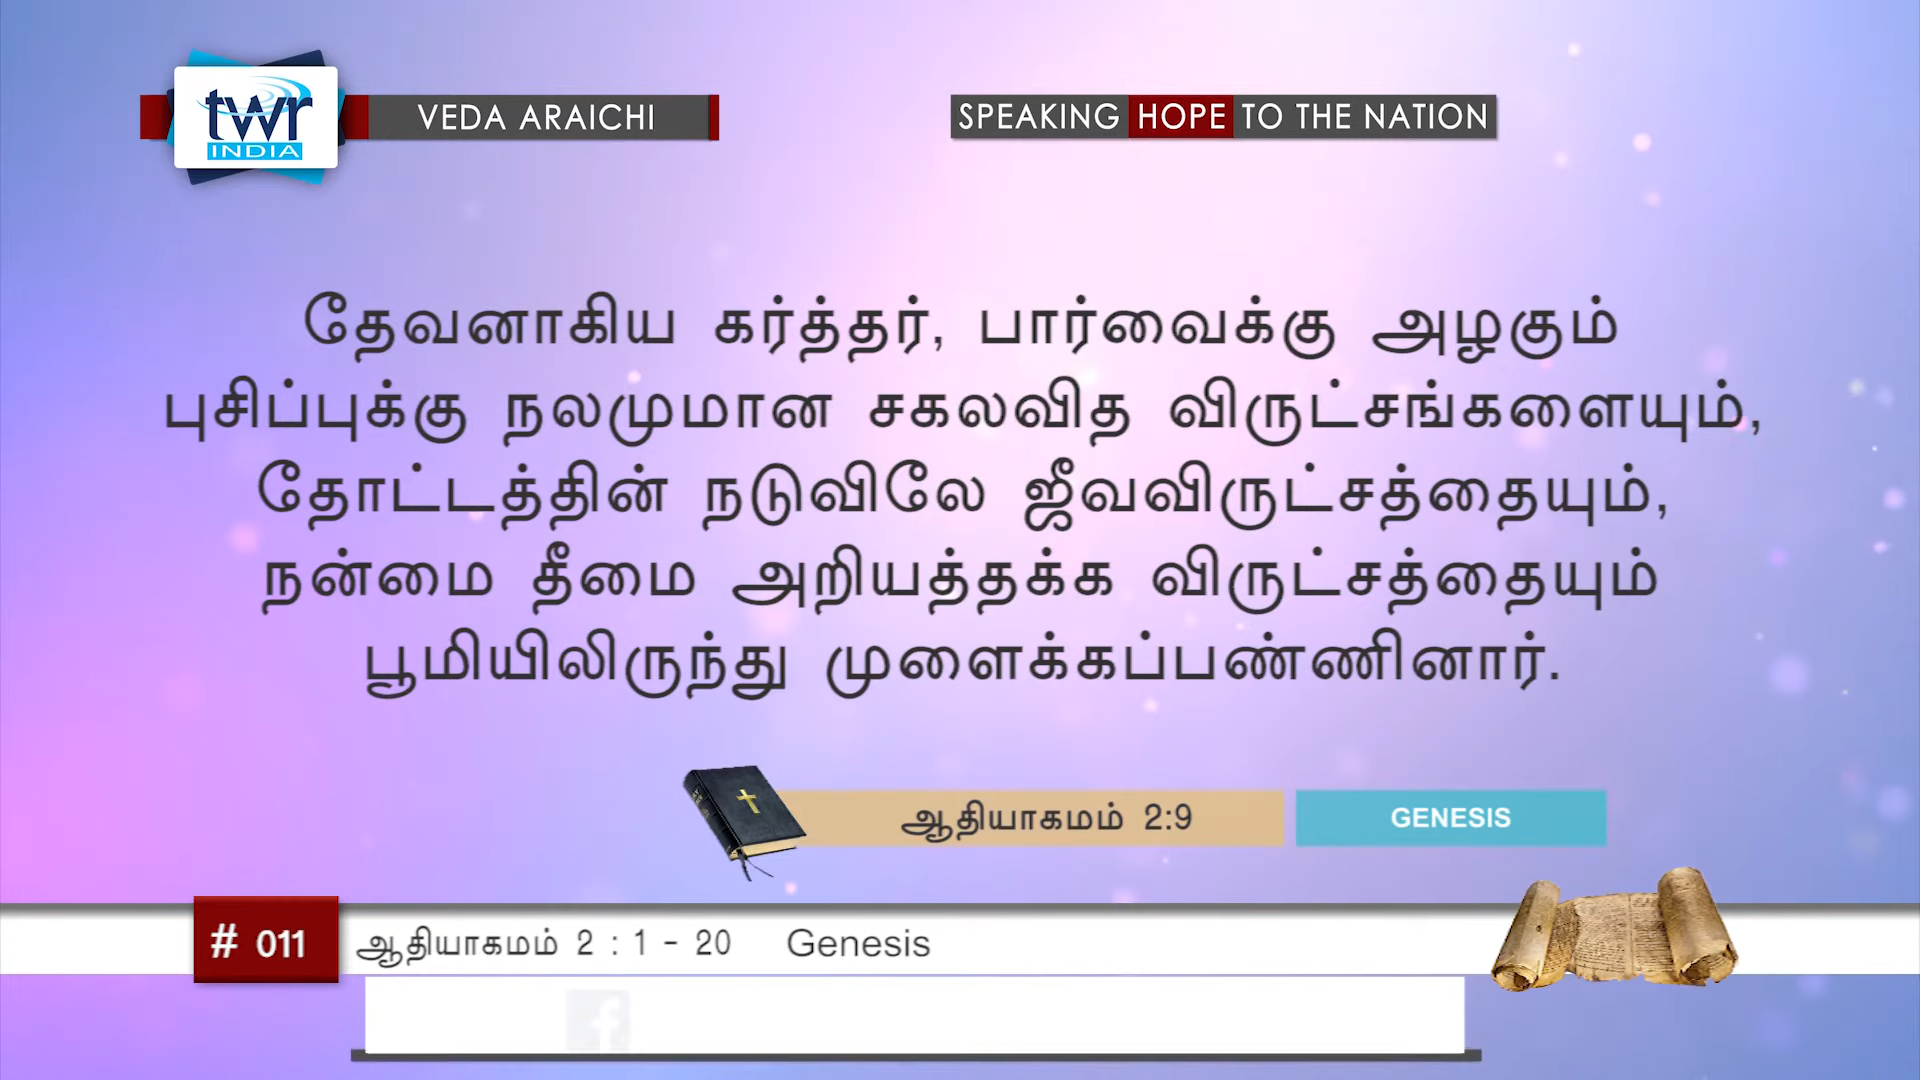 twr
INDIA
VEDA ARAICHI
SPEAKING HOPE TO THE NATION
தேவனாகிய கர்த்தர், பார்வைக்கு அழகும்
புசிப்புக்கு நலமுமான சகலவித விருட்சங்களையும்,
தோட்டத்தின் நடுவிலே ஜீவவிருட்சத்தையும்,
நன்மை தீமை அறியத்தக்க விருட்சத்தையும்
பூமியிலிருந்து முளைக்கப்பண்ணினார்.
ஆதியாகமம் 2:9
GENESIS
# 011
ஆதியாகமம் 2 : 1 - 20 Genesis